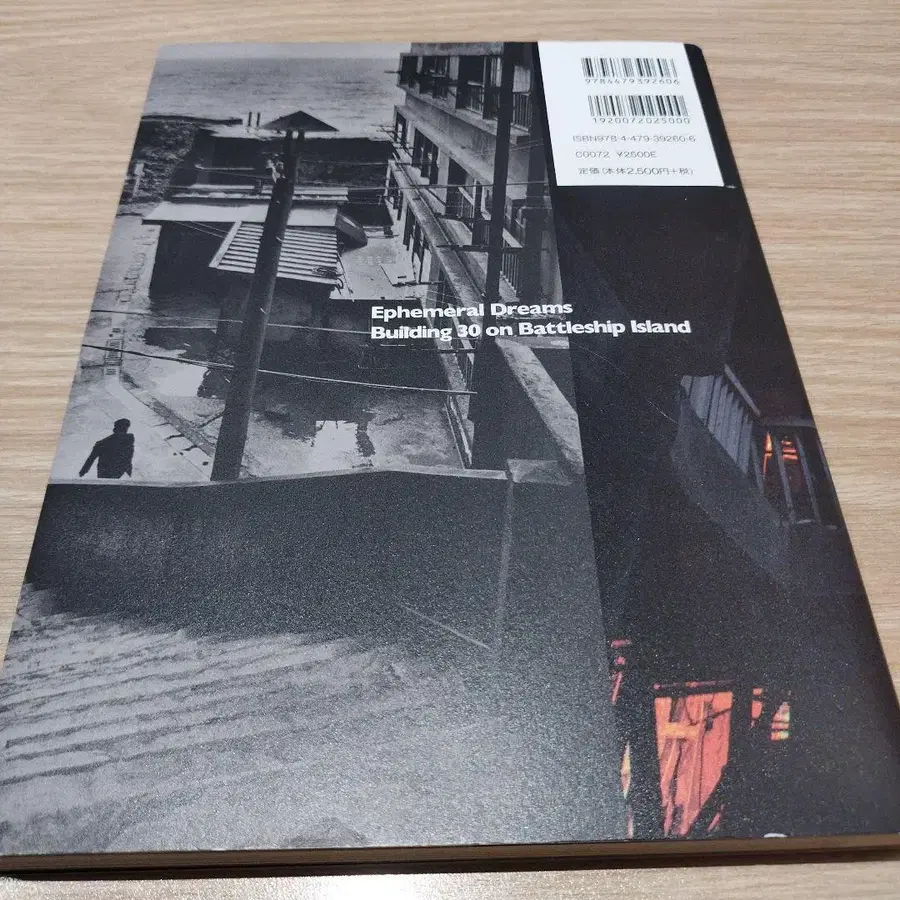 9784479392606
1920072025000
ISBN978-4-479-39260-6
C0072 ¥2500E
定価(本体2,500円+税)
Ephemeral Dreams
Building 30 on Battleship Island